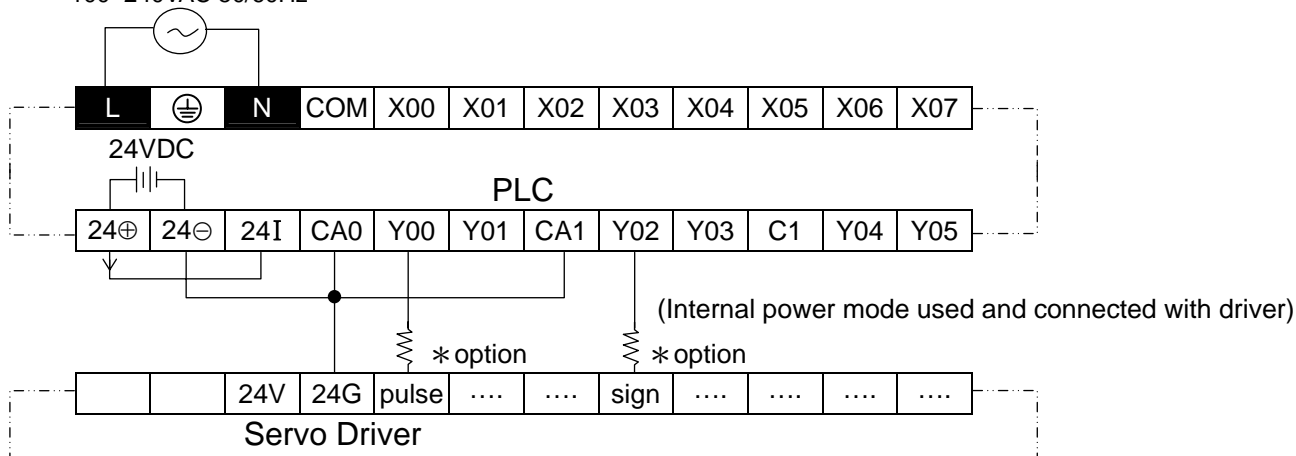 L ⏚ N COM X00 X01 X02 X03 X04 X05 X06 X07
24VDC
PLC
24⊕ 24⊖ 24I CA0 Y00 Y01 CA1 Y02 Y03 C1 Y04 Y05
(Internal power mode used and connected with driver)
*option *option
24V 24G pulse .... .... sign .... .... .... ....
Servo Driver